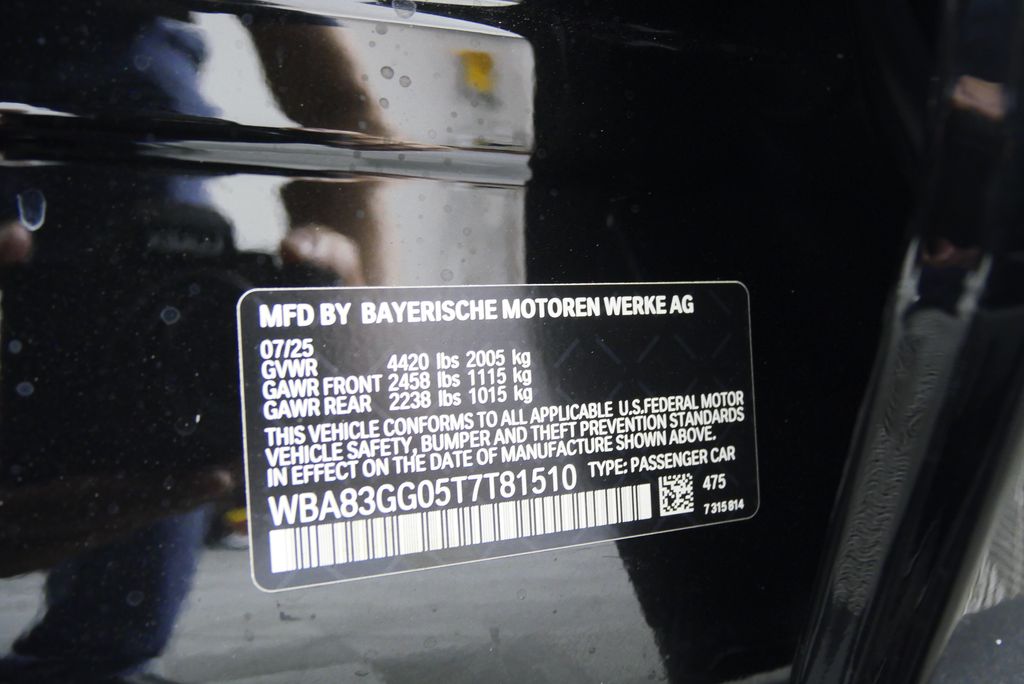 MFD BY BAYERISCHE MOTOREN WERKE AG
07/25
GVWR 4420 lbs 2005 kg
GAWR FRONT 2458 lbs 1115 kg
GAWR REAR 2238 lbs 1015 kg
THIS VEHICLE CONFORMS TO ALL APPLICABLE U.S.FEDERAL MOTOR
VEHICLE SAFETY, BUMPER AND THEFT PREVENTION STANDARDS
IN EFFECT ON THE DATE OF MANUFACTURE SHOWN ABOVE.
WBA83GG05T7T81510 TYPE: PASSENGER CAR
475
7 315 814